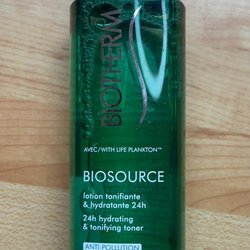 BIOTHERM
AVEC/WITH LIFE PLANKTON™
BIOSOURCE
lotion tonifiante
& hydratante 24h
24h hydrating
& tonifying toner
ANTI-POLLUTION